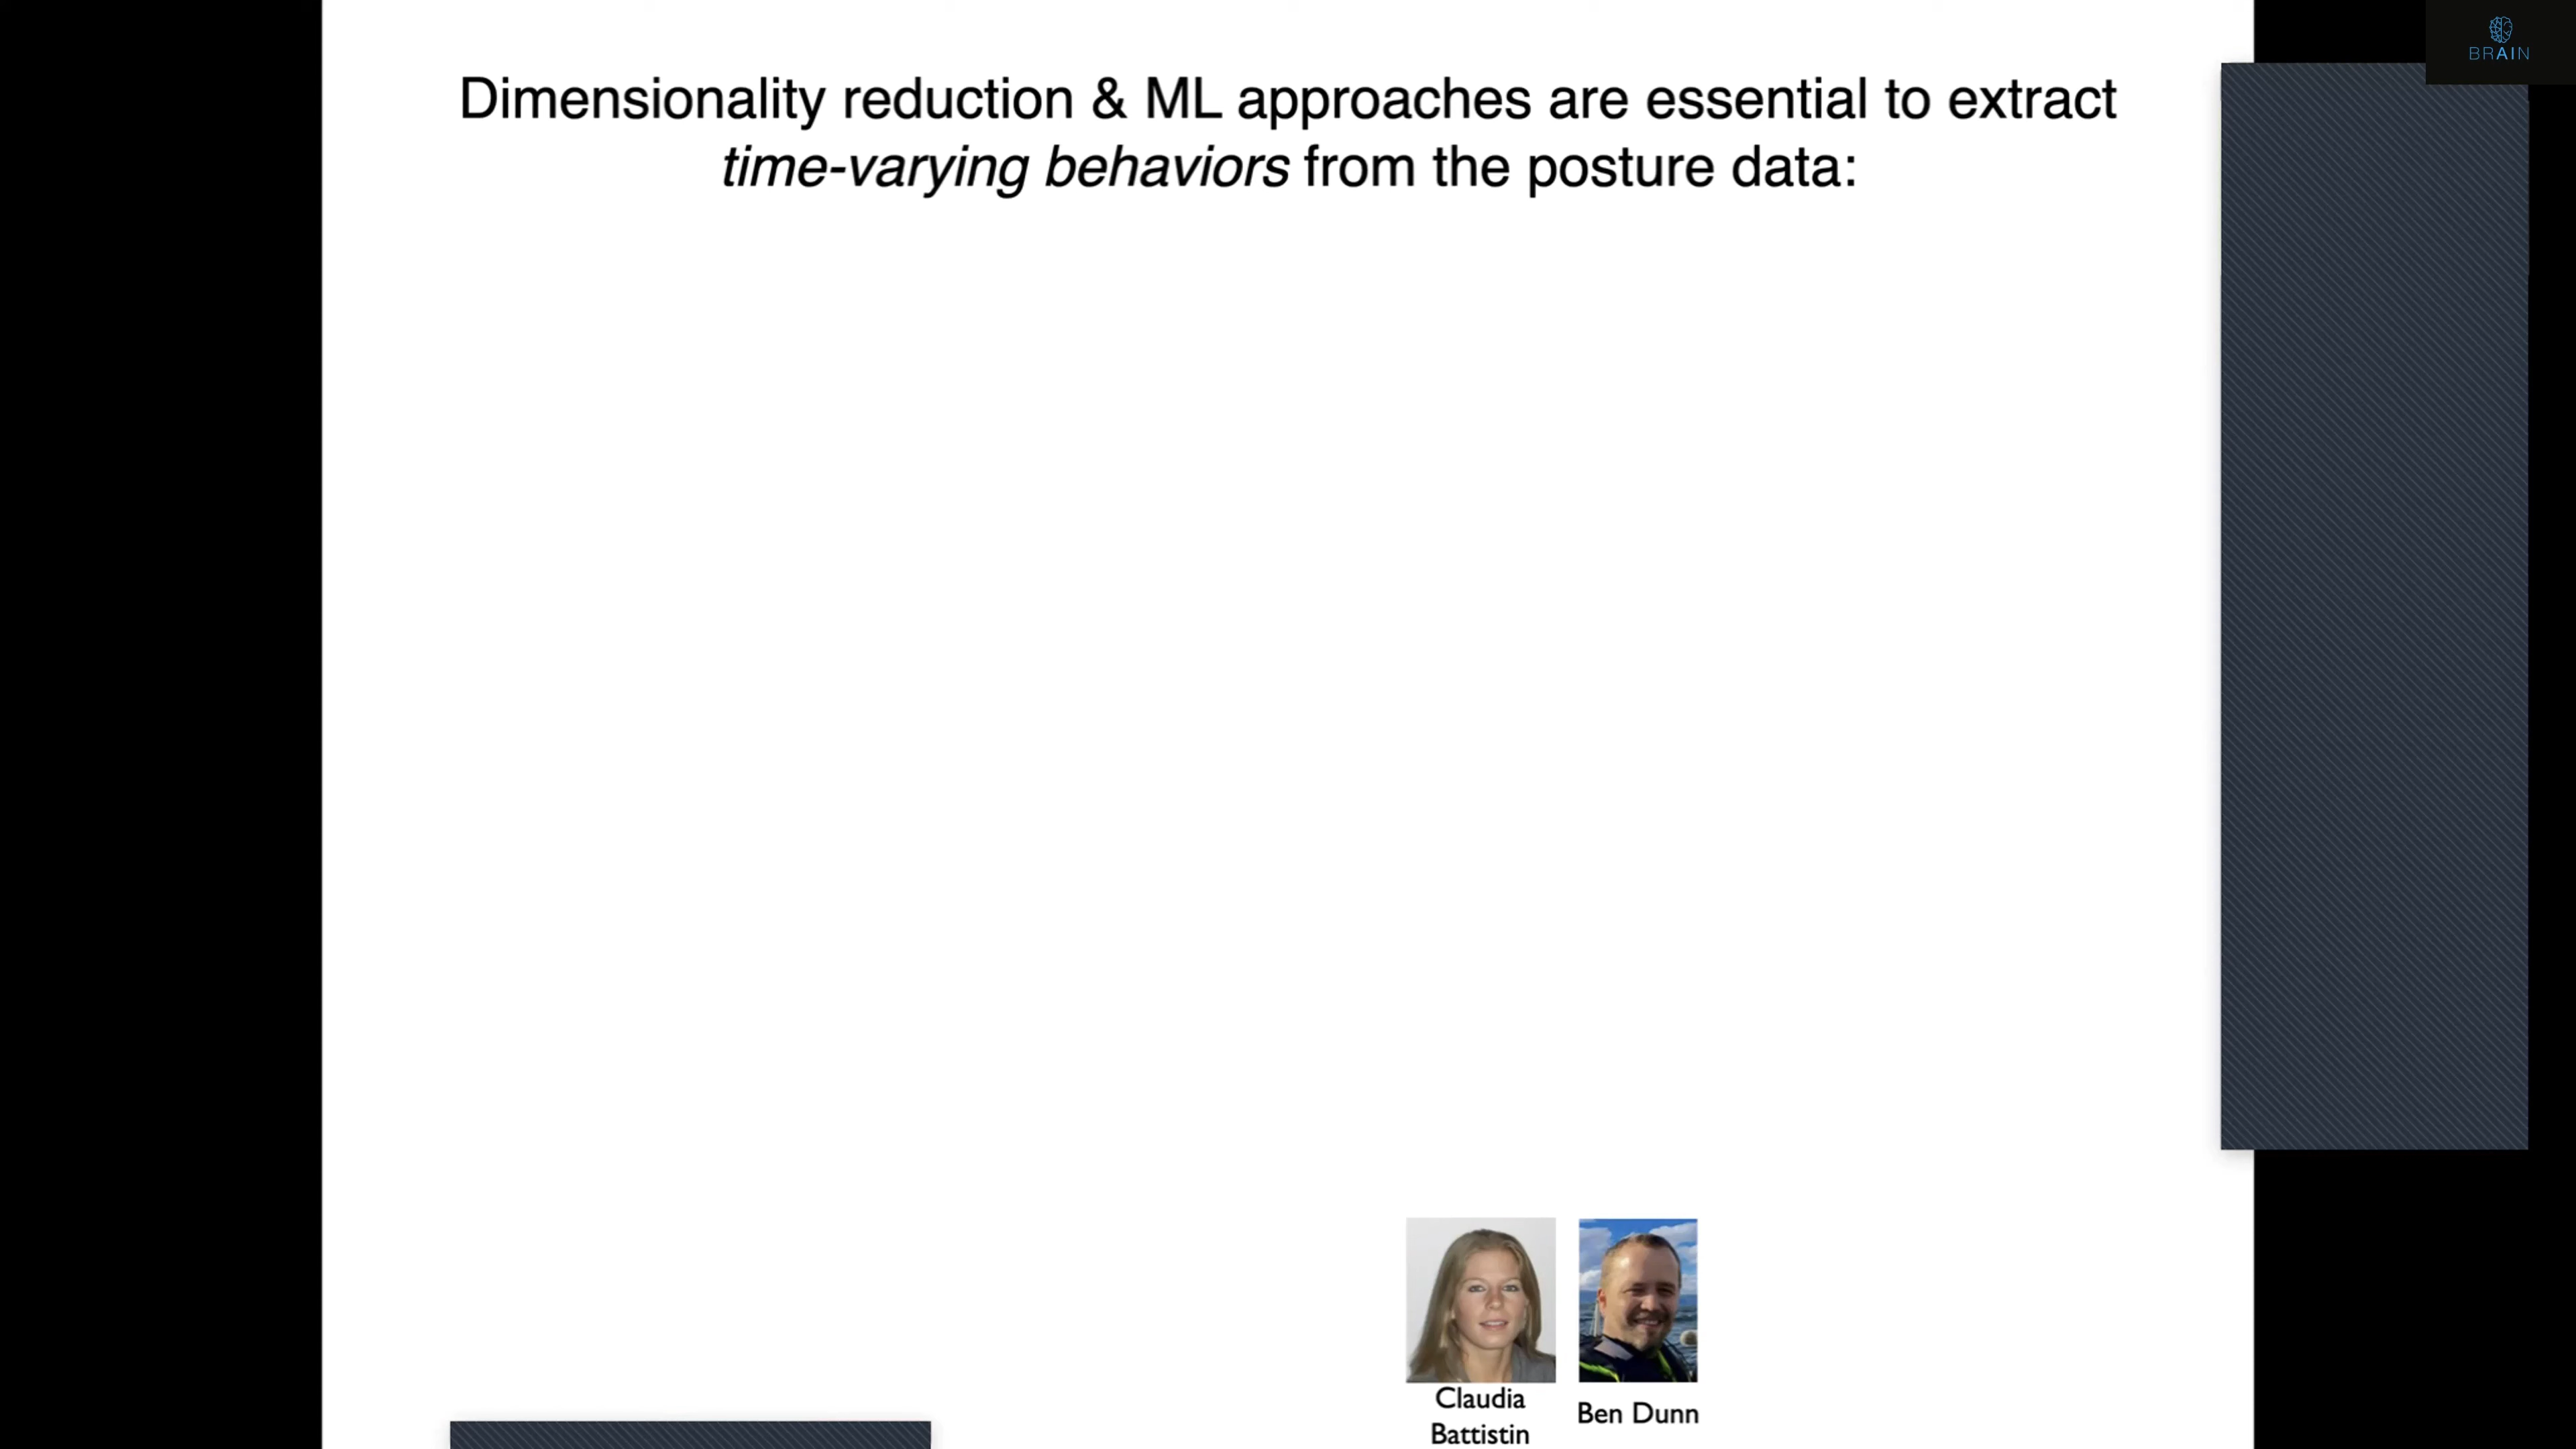 BRAIN
Dimensionality reduction & ML approaches are essential to extract
time-varying behaviors from the posture data:
Claudia
Battistin
Ben Dunn